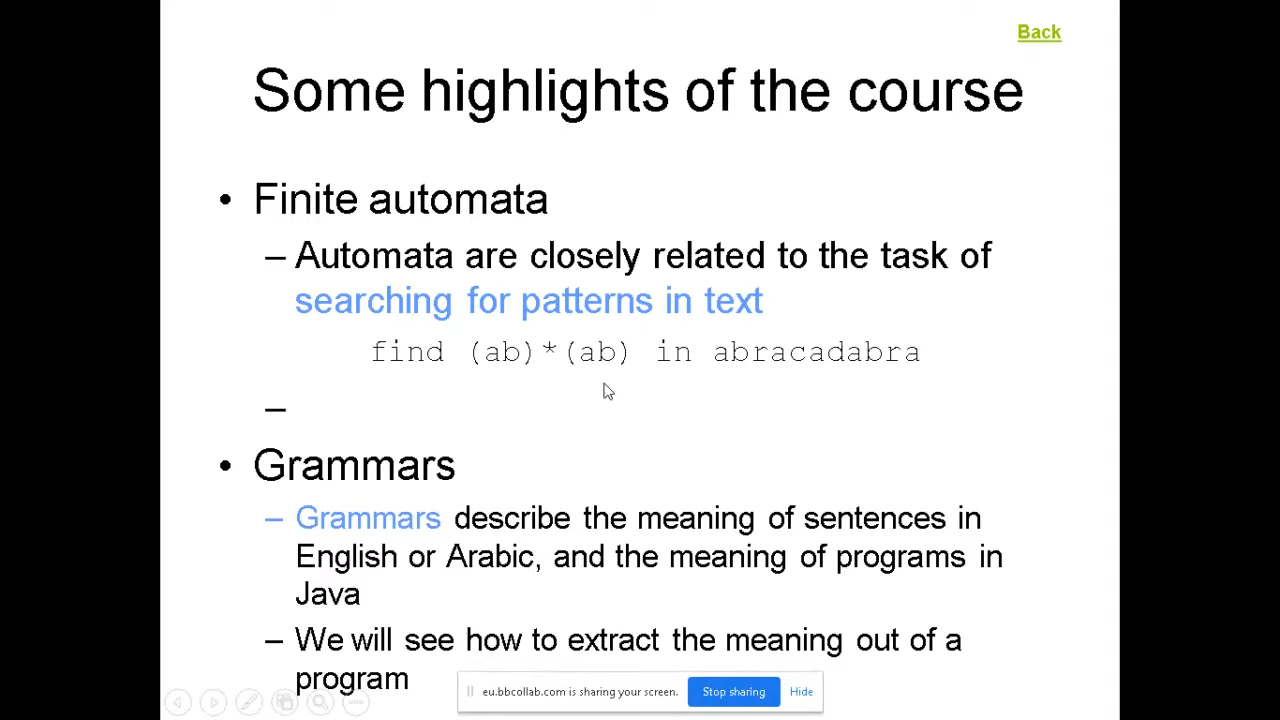 Back
Some highlights of the course
• Finite automata
– Automata are closely related to the task of
searching for patterns in text
find (ab)*(ab) in abracadabra
–
• Grammars
– Grammars describe the meaning of sentences in
English or Arabic, and the meaning of programs in
Java
– We will see how to extract the meaning out of a
program
eu.bbcollab.com is sharing your screen. Stop sharing Hide